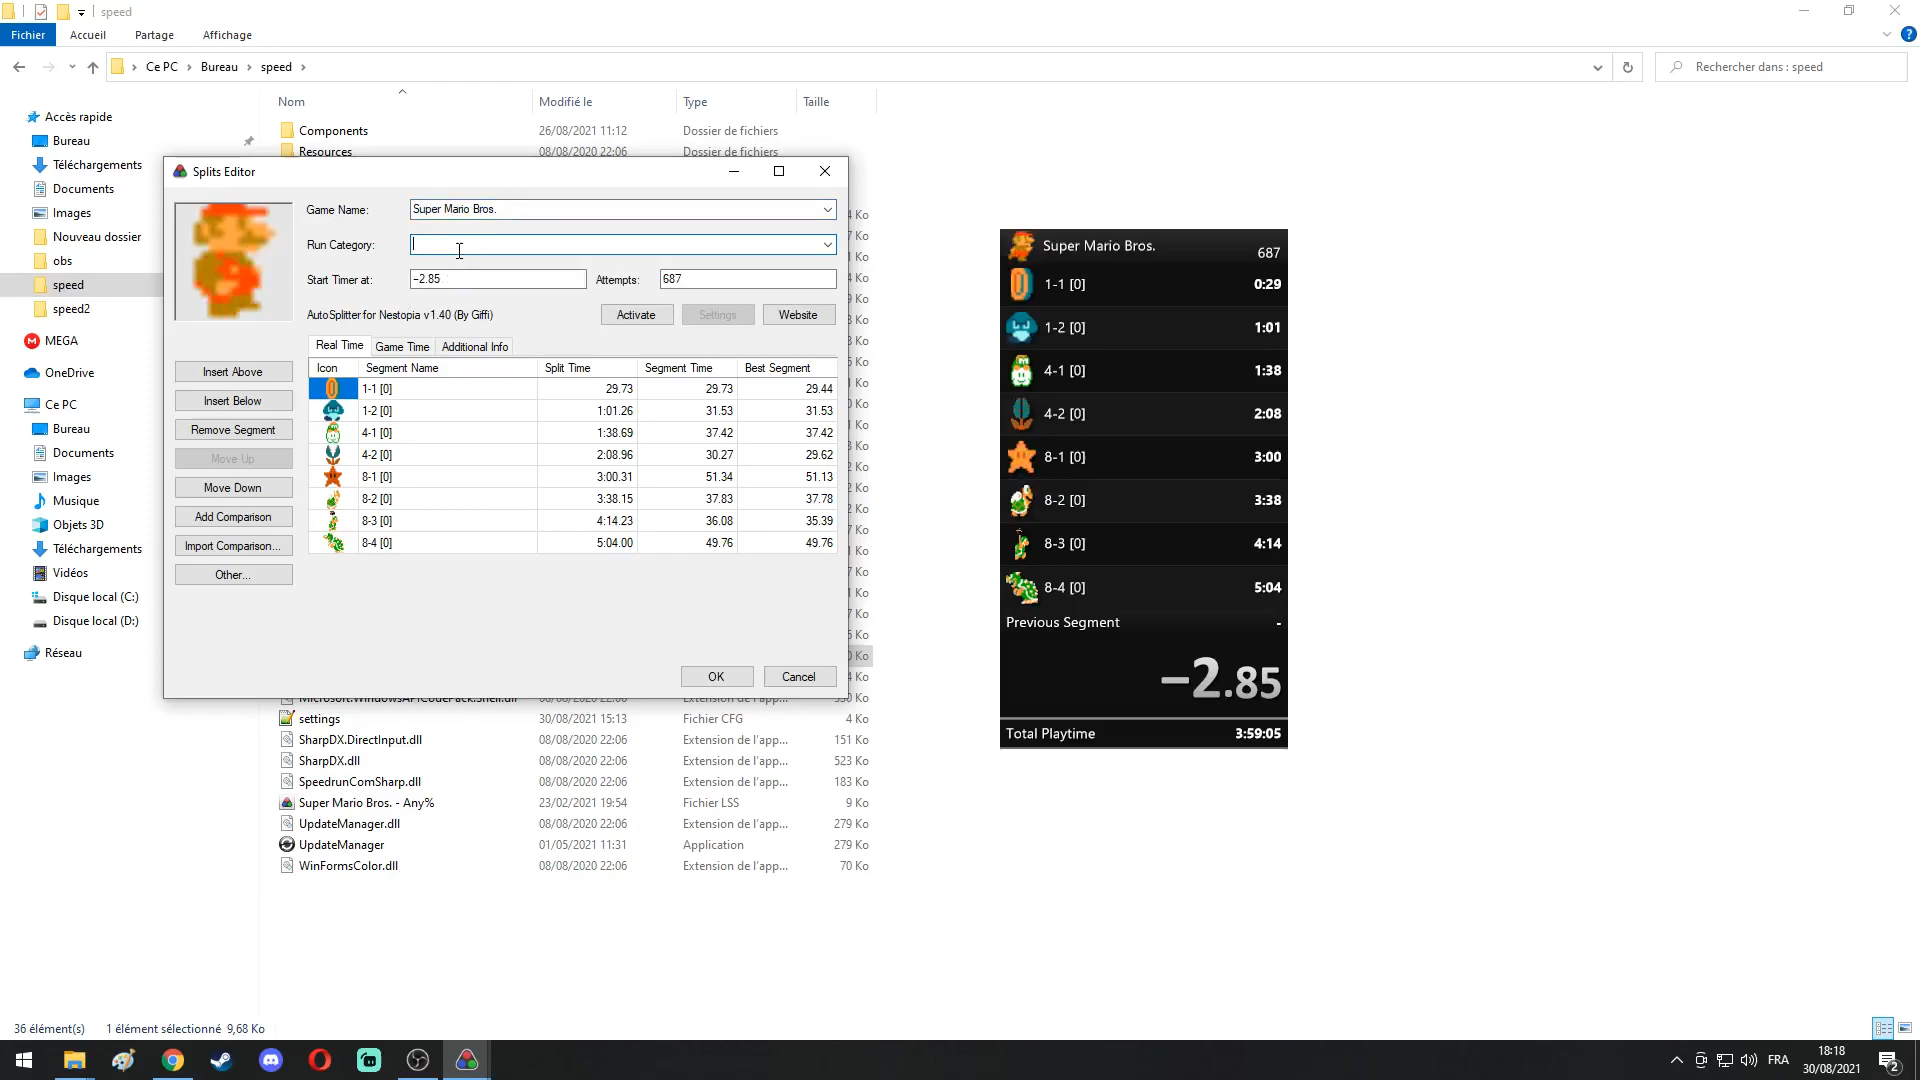 speed
Fichier Accueil Partage Affichage
Ce PC Bureau speed
Rechercher dans : speed
Nom Modifié le Type Taille
Accès rapide
Bureau
Téléchargements
Documents
Images
Nouveau dossier
obs
speed
speed2
MEGA
OneDrive
Ce PC
Bureau
Documents
Images
Musique
Objets 3D
Téléchargements
Vidéos
Disque local (C:)
Disque local (D:)
Réseau
Components 26/08/2021 11:12 Dossier de fichiers
Resources 08/08/2020 22:06 Dossier de fichiers
Splits Editor
Game Name: Super Mario Bros.
Run Category:
Start Timer at: −2.85 Attempts: 687
AutoSplitter for Nestopia v1.40 (By Giffi) Activate Settings Website
Real Time Game Time Additional Info
Icon Segment Name Split Time Segment Time Best Segment
1-1 [0] 29.73 29.73 29.44
1-2 [0] 1:01.26 31.53 31.53
4-1 [0] 1:38.69 37.42 37.42
4-2 [0] 2:08.96 30.27 29.62
8-1 [0] 3:00.31 51.34 51.13
8-2 [0] 3:38.15 37.83 37.78
8-3 [0] 4:14.23 36.08 35.39
8-4 [0] 5:04.00 49.76 49.76
Insert Above
Insert Below
Remove Segment
Move Up
Move Down
Add Comparison
Import Comparison...
Other...
OK Cancel
settings 30/08/2021 15:13 Fichier CFG 4 Ko
SharpDX.DirectInput.dll 08/08/2020 22:06 Extension de l'app... 151 Ko
SharpDX.dll 08/08/2020 22:06 Extension de l'app... 523 Ko
SpeedrunComSharp.dll 08/08/2020 22:06 Extension de l'app... 183 Ko
Super Mario Bros. - Any% 23/02/2021 19:54 Fichier LSS 9 Ko
UpdateManager.dll 08/08/2020 22:06 Extension de l'app... 279 Ko
UpdateManager 01/05/2021 11:31 Application 279 Ko
WinFormsColor.dll 08/08/2020 22:06 Extension de l'app... 70 Ko
Super Mario Bros. 687
1-1 [0] 0:29
1-2 [0] 1:01
4-1 [0] 1:38
4-2 [0] 2:08
8-1 [0] 3:00
8-2 [0] 3:38
8-3 [0] 4:14
8-4 [0] 5:04
Previous Segment -
−2.85
Total Playtime 3:59:05
36 élément(s) 1 élément sélectionné 9,68 Ko
FRA
18:18
30/08/2021
2